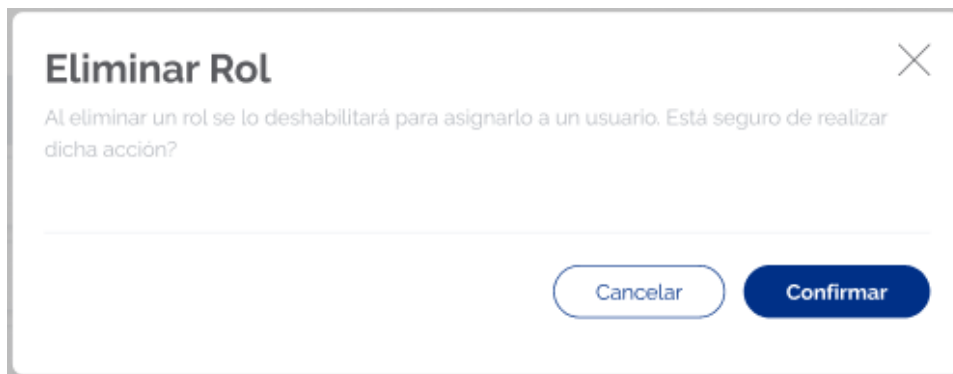 Eliminar Rol
Al eliminar un rol se lo deshabilitará para asignarlo a un usuario. Está seguro de realizar
dicha acción?
Cancelar
Confirmar